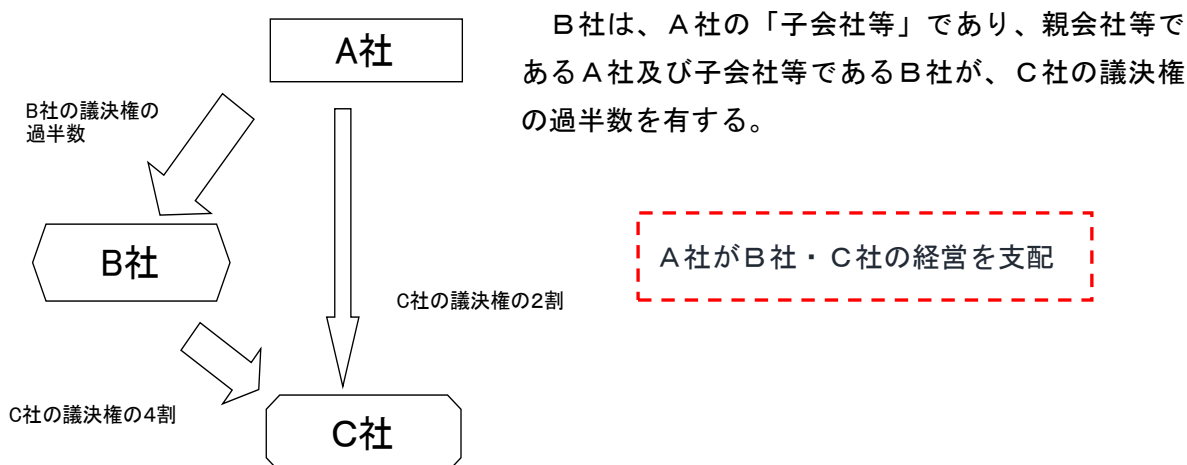 A社
B社は、A社の「子会社等」であり、親会社等で
あるA社及び子会社等であるB社が、C社の議決権
の過半数を有する。
B社の議決権の
過半数
B社
A社がB社・C社の経営を支配
C社の議決権の2割
C社の議決権の4割
C社